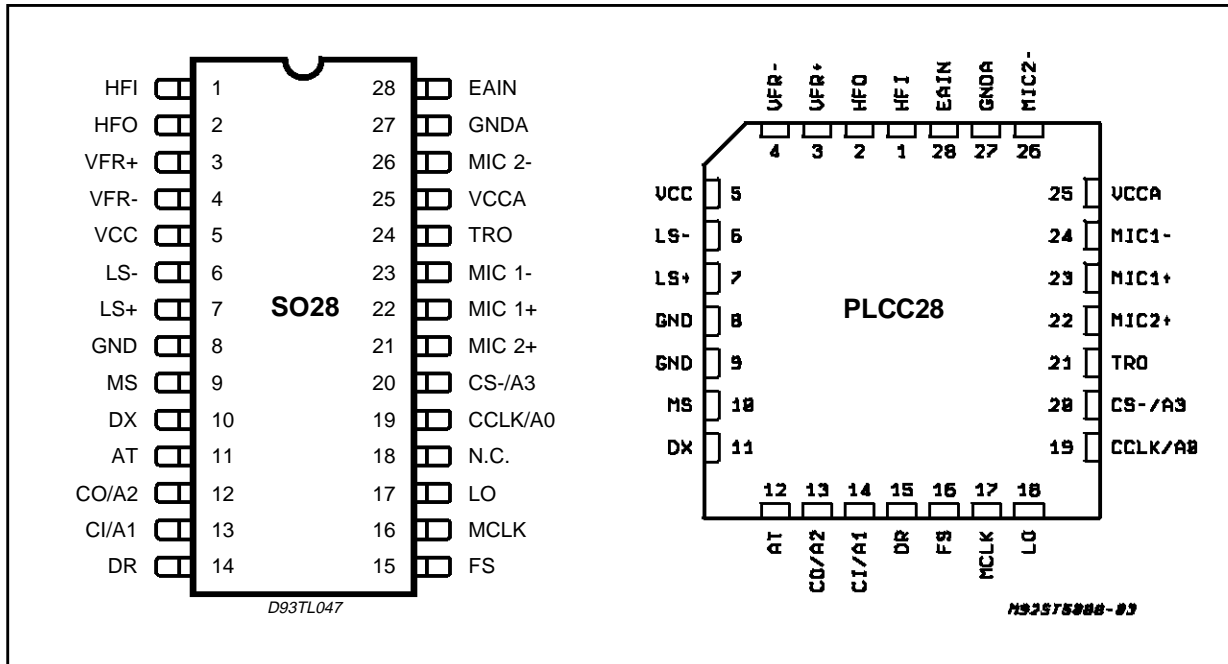 HFI 1 28 EAIN
HFO 2 27 GNDA
VFR+ 3 26 MIC 2-
VFR- 4 25 VCCA
VCC 5 24 TRO
LS- 6 23 MIC 1-
LS+ 7 SO28 22 MIC 1+
GND 8 21 MIC 2+
MS 9 20 CS-/A3
DX 10 19 CCLK/A0
AT 11 18 N.C.
CO/A2 12 17 LO
CI/A1 13 16 MCLK
DR 14 15 FS
D93TL047
VFR- VFR+ HFO HFI EAIN GNDA MIC2-
4 3 2 1 28 27 26
VCC 5 25 VCCA
LS- 6 24 MIC1-
LS+ 7 23 MIC1+
GND 8 PLCC28 22 MIC2+
GND 9 21 TRO
MS 10 20 CS-/A3
DX 11 19 CCLK/A0
12 13 14 15 16 17 18
AT CO/A2 CI/A1 DR FS MCLK LO
M92ST5088-03